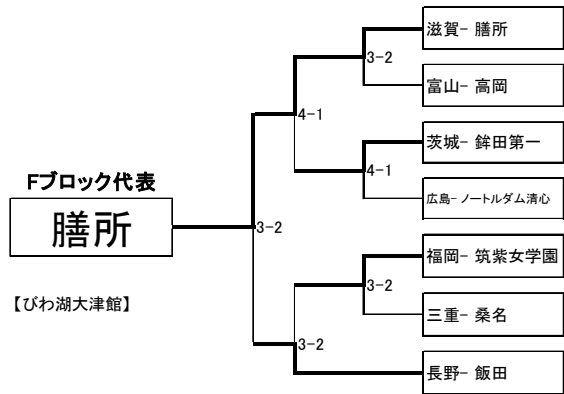 滋賀- 膳所
3-2
富山- 高岡
4-1
茨城- 鉾田第一
4-1
広島- ノートルダム清心
Fブロック代表
膳所
3-2
福岡- 筑紫女学園
3-2
三重- 桑名
【びわ湖大津館】
3-2
長野- 飯田